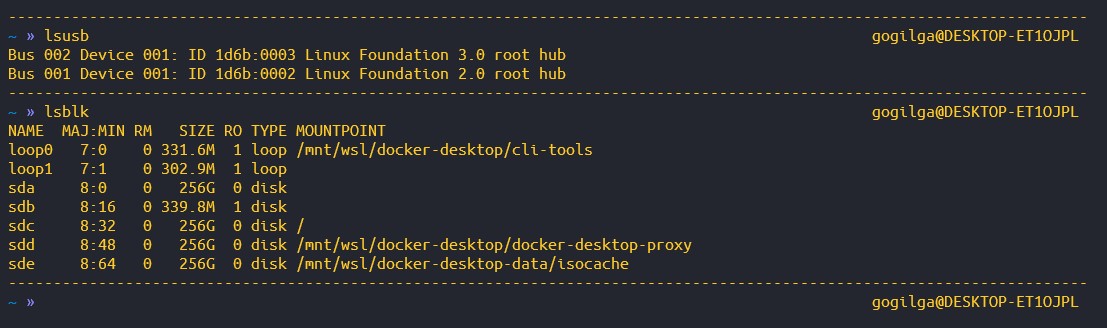 --------------------------------------------------------------------------------------------------------------------------
~ » lsusb gogilga@DESKTOP-ET1OJPL
Bus 002 Device 001: ID 1d6b:0003 Linux Foundation 3.0 root hub
Bus 001 Device 001: ID 1d6b:0002 Linux Foundation 2.0 root hub
--------------------------------------------------------------------------------------------------------------------------
~ » lsblk gogilga@DESKTOP-ET1OJPL
NAME  MAJ:MIN RM   SIZE RO TYPE MOUNTPOINT
loop0   7:0    0 331.6M  1 loop /mnt/wsl/docker-desktop/cli-tools
loop1   7:1    0 302.9M  1 loop
sda     8:0    0   256G  0 disk
sdb     8:16   0 339.8M  1 disk
sdc     8:32   0   256G  0 disk /
sdd     8:48   0   256G  0 disk /mnt/wsl/docker-desktop/docker-desktop-proxy
sde     8:64   0   256G  0 disk /mnt/wsl/docker-desktop-data/isocache
--------------------------------------------------------------------------------------------------------------------------
~ » gogilga@DESKTOP-ET1OJPL